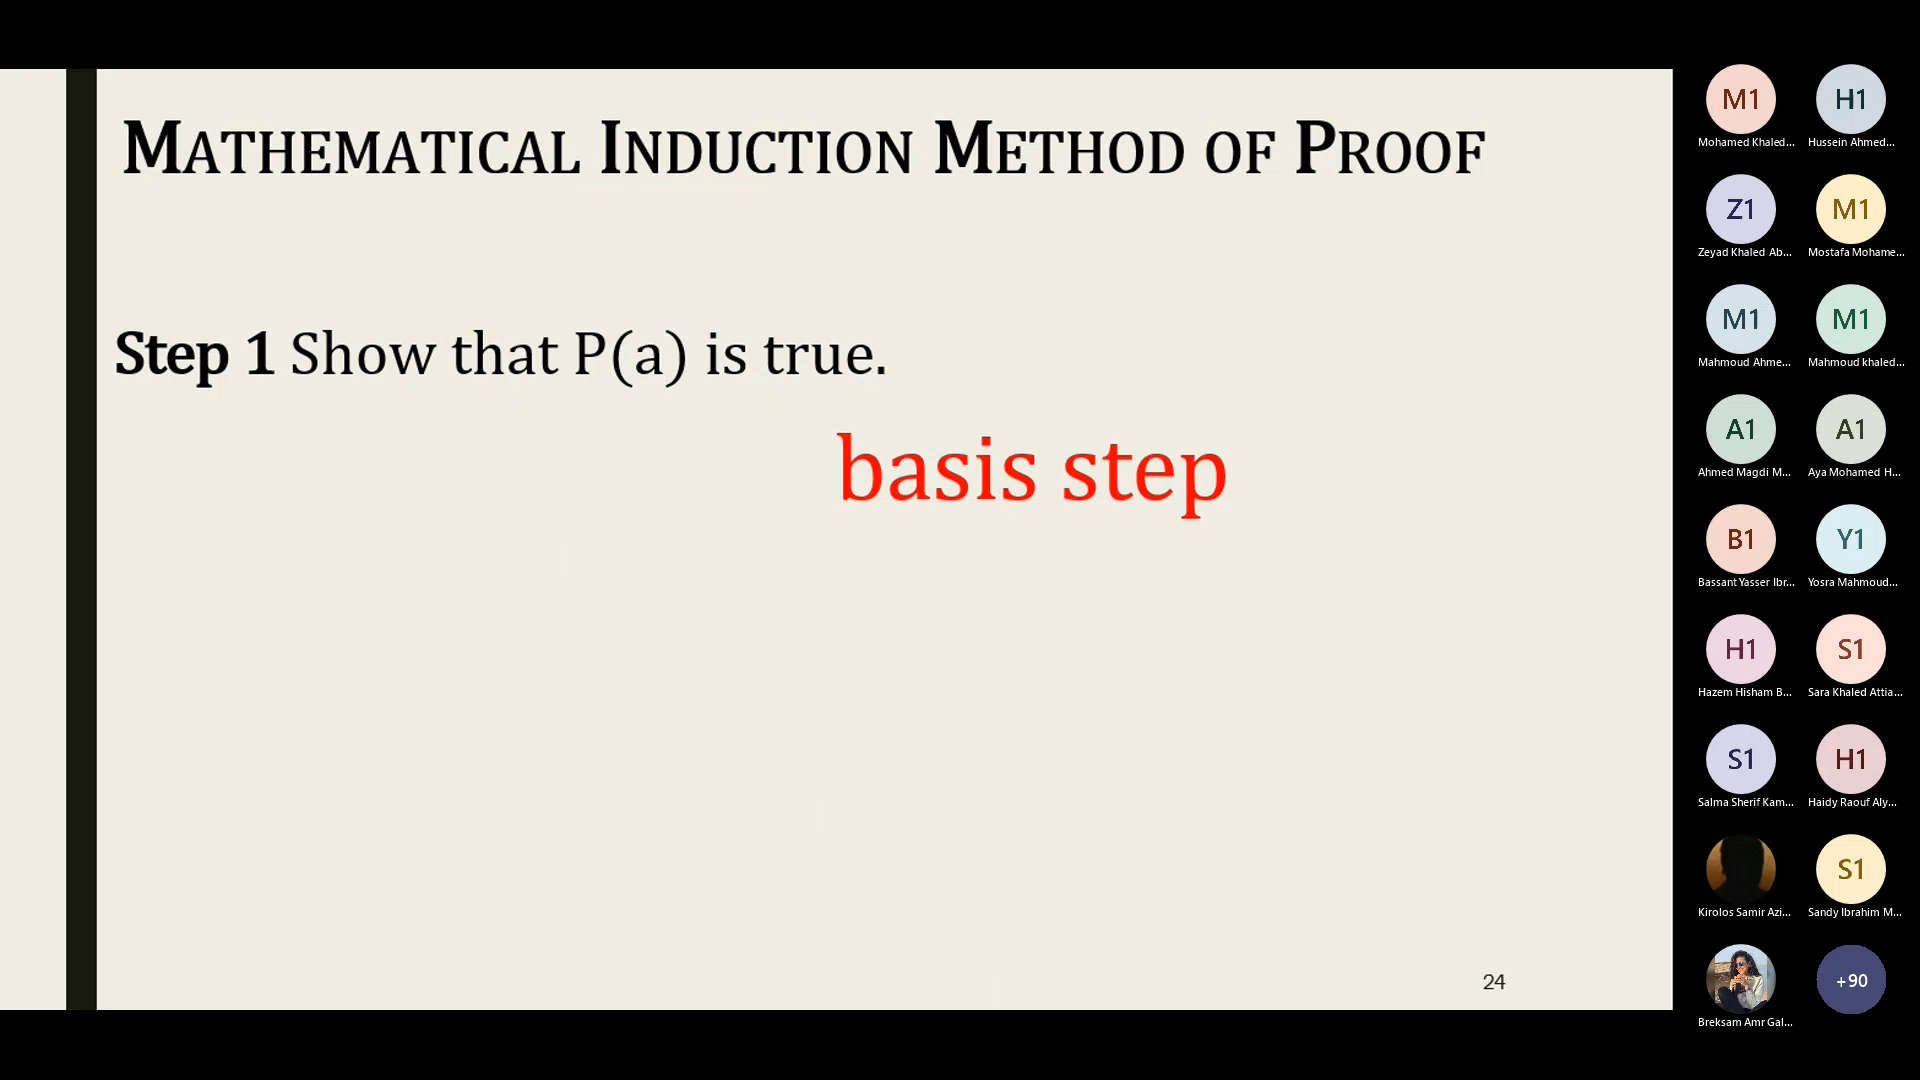 MATHEMATICAL INDUCTION METHOD OF PROOF
Step 1 Show that P(a) is true.
basis step
24
M1 H1
Mohamed Khaled... Hussein Ahmed...
Z1 M1
Zeyad Khaled Ab... Mostafa Mohame...
M1 M1
Mahmoud Ahme... Mahmoud khaled...
A1 A1
Ahmed Magdi M... Aya Mohamed H...
B1 Y1
Bassant Yasser Ibr... Yosra Mahmoud...
H1 S1
Hazem Hisham B... Sara Khaled Attia...
S1 H1
Salma Sherif Kam... Haidy Raouf Aly...
S1
Kirolos Samir Azi... Sandy Ibrahim M...
+90
Breksam Amr Gal...